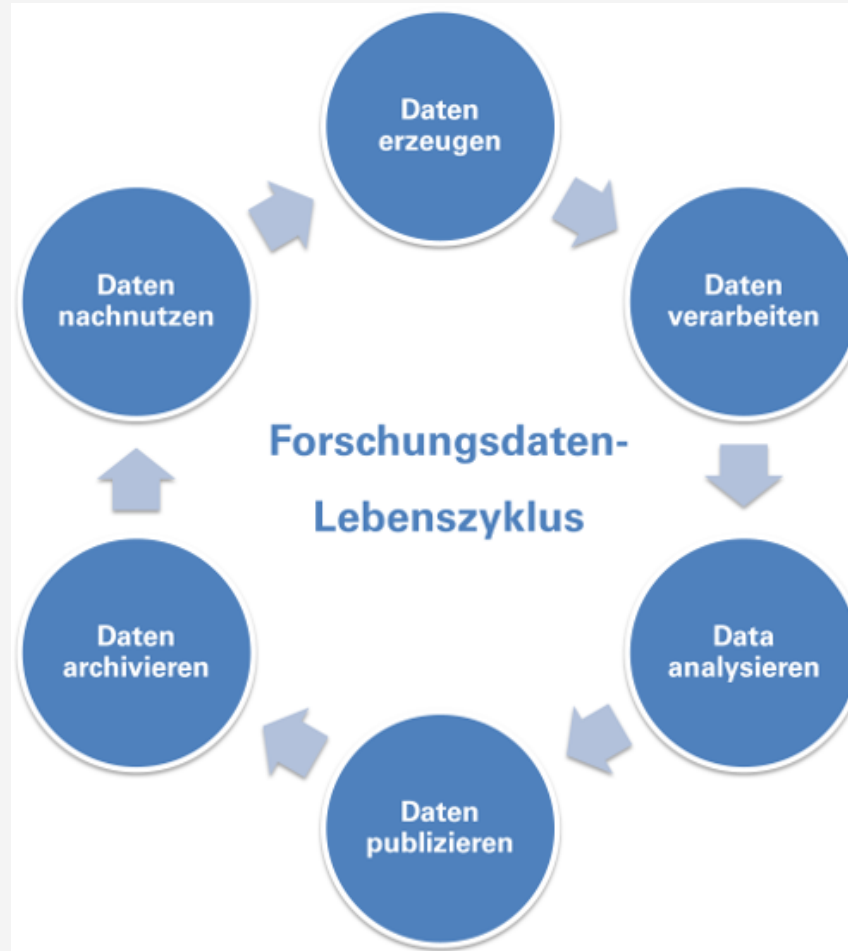 Daten
erzeugen
Daten
verarbeiten
Data
analysieren
Daten
publizieren
Daten
archivieren
Daten
nachnutzen
Forschungsdaten-
Lebenszyklus